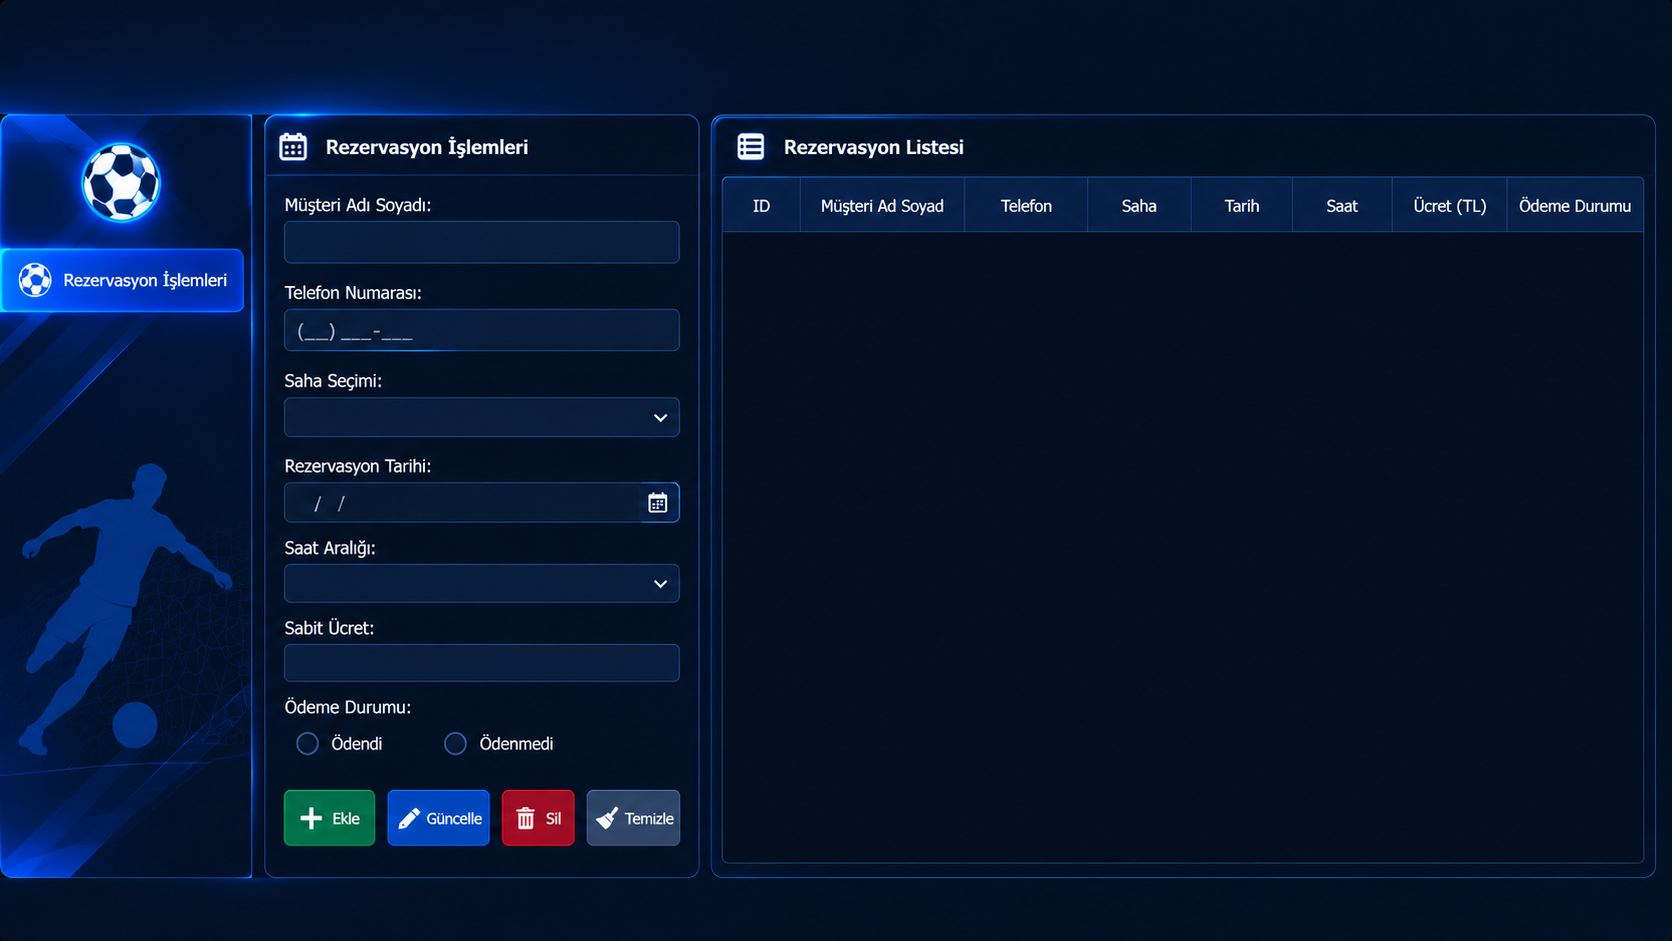 Rezervasyon İşlemleri
Rezervasyon İşlemleri
Müşteri Adı Soyadı:
Telefon Numarası:
(__) ___-___
Saha Seçimi:
Rezervasyon Tarihi:
/ /
Saat Aralığı:
Sabit Ücret:
Ödeme Durumu:
Ödendi Ödenmedi
Ekle Güncelle Sil Temizle
Rezervasyon Listesi
ID Müşteri Ad Soyad Telefon Saha Tarih Saat Ücret (TL) Ödeme Durumu